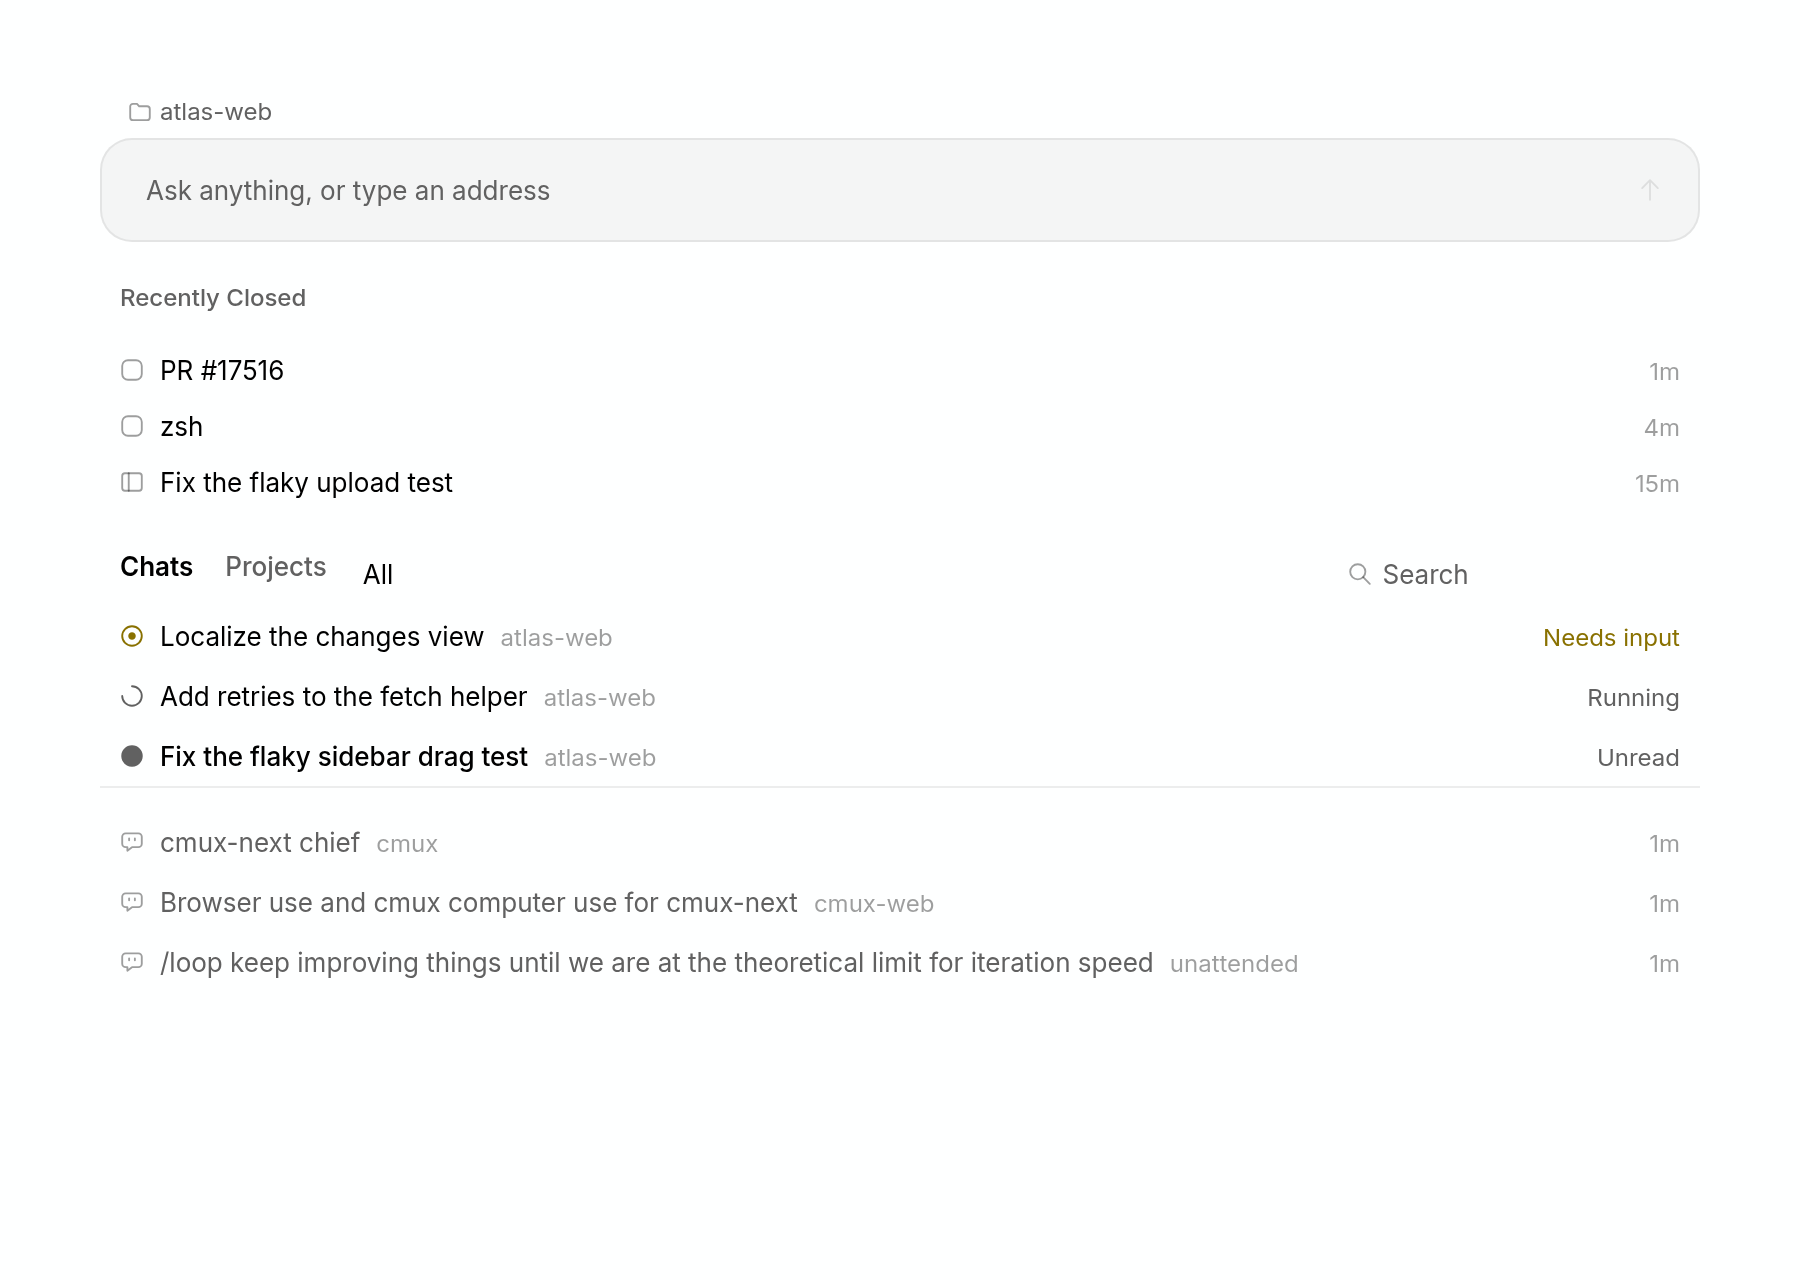 atlas-web
Ask anything, or type an address
Recently Closed
PR #17516 1m
zsh 4m
Fix the flaky upload test 15m
Chats Projects All Search
Localize the changes view atlas-web Needs input
Add retries to the fetch helper atlas-web Running
Fix the flaky sidebar drag test atlas-web Unread
cmux-next chief cmux 1m
Browser use and cmux computer use for cmux-next cmux-web 1m
/loop keep improving things until we are at the theoretical limit for iteration speed unattended 1m